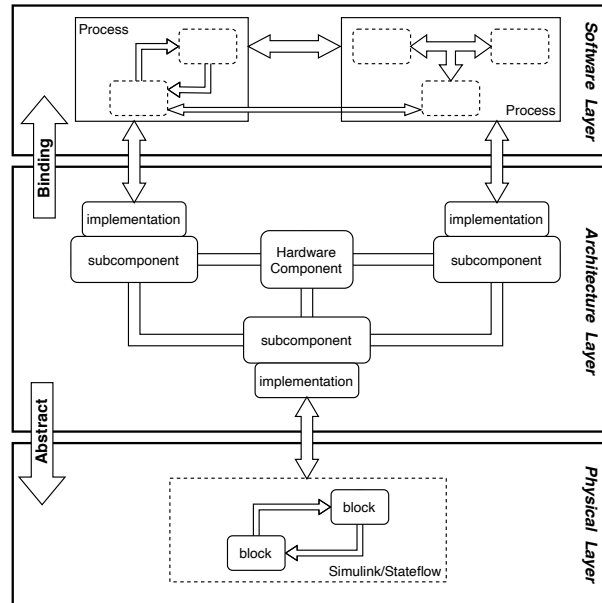 Process
Process
Software Layer
Binding
implementation
implementation
subcomponent
Hardware
Component
subcomponent
Architecture Layer
subcomponent
implementation
Abstract
block
block
Simulink/Stateflow
Physical Layer